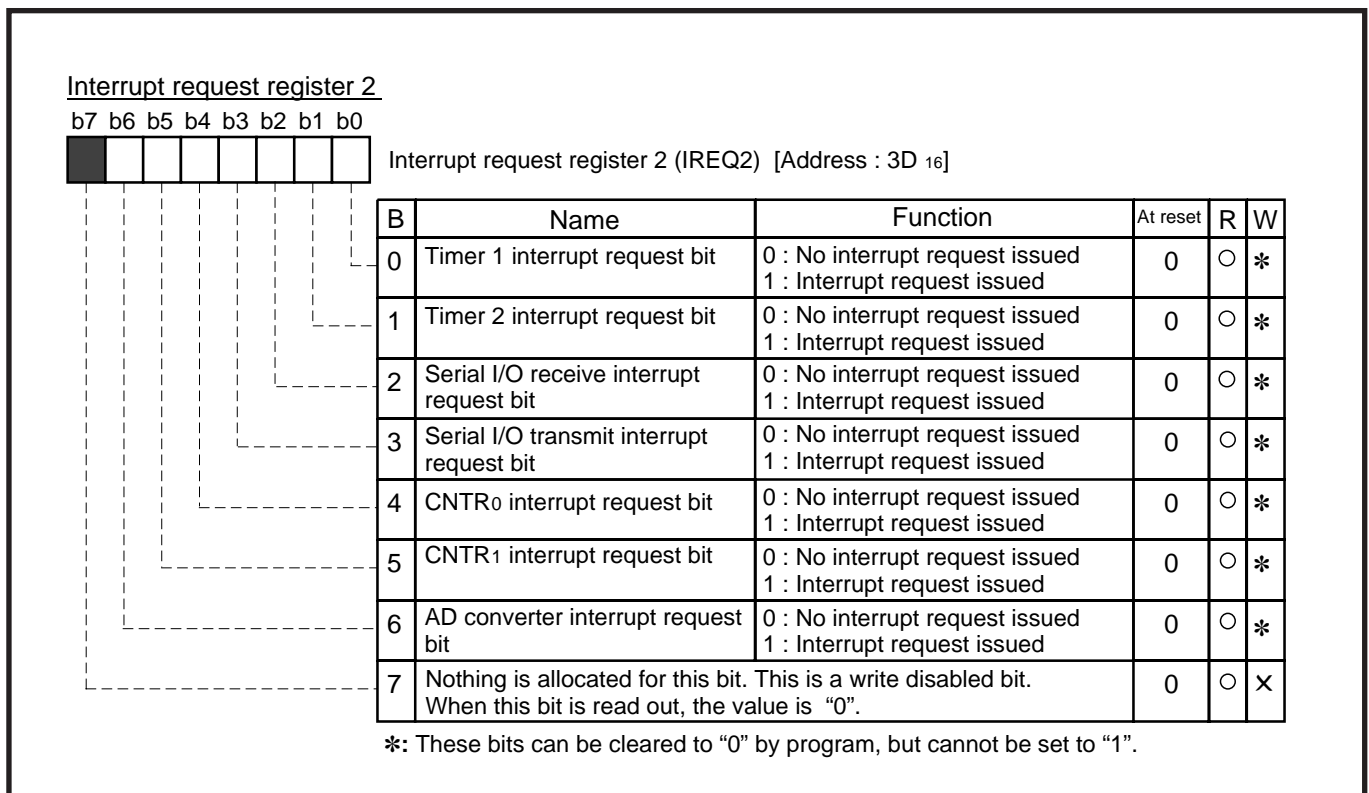 Interrupt request register 2
b7 b6 b5 b4 b3 b2 b1 b0
Interrupt request register 2 (IREQ2) [Address : 3D 16]
B Name Function At reset R W
0 Timer 1 interrupt request bit 0 : No interrupt request issued 0 ○ ✻
1 : Interrupt request issued
1 Timer 2 interrupt request bit 0 : No interrupt request issued 0 ○ ✻
1 : Interrupt request issued
2 Serial I/O receive interrupt 0 : No interrupt request issued 0 ○ ✻
request bit 1 : Interrupt request issued
3 Serial I/O transmit interrupt 0 : No interrupt request issued 0 ○ ✻
request bit 1 : Interrupt request issued
4 CNTR0 interrupt request bit 0 : No interrupt request issued 0 ○ ✻
1 : Interrupt request issued
5 CNTR1 interrupt request bit 0 : No interrupt request issued 0 ○ ✻
1 : Interrupt request issued
6 AD converter interrupt request 0 : No interrupt request issued 0 ○ ✻
bit 1 : Interrupt request issued
7 Nothing is allocated for this bit. This is a write disabled bit. 0 ○ ×
When this bit is read out, the value is “0”.
✻: These bits can be cleared to “0” by program, but cannot be set to “1”.